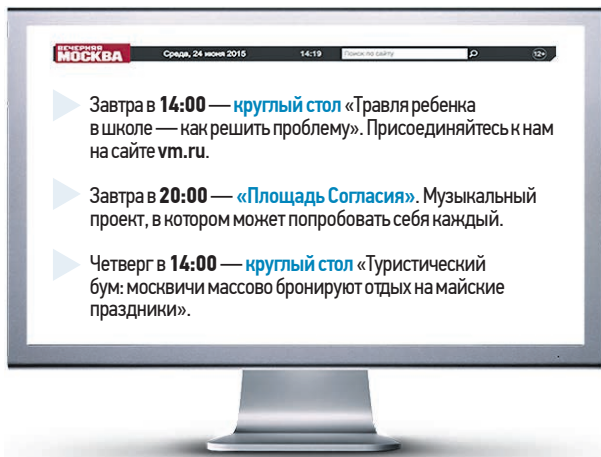 ВЕЧЕРНЯЯ
МОСКВА Среда, 24 июня 2015 14:19 Поиск по сайту 12+
Завтра в 14:00 — круглый стол «Травля ребенка
в школе — как решить проблему». Присоединяйтесь к нам
на сайте vm.ru.
Завтра в 20:00 — «Площадь Согласия». Музыкальный
проект, в котором может попробовать себя каждый.
Четверг в 14:00 — круглый стол «Туристический
бум: москвичи массово бронируют отдых на майские
праздники».